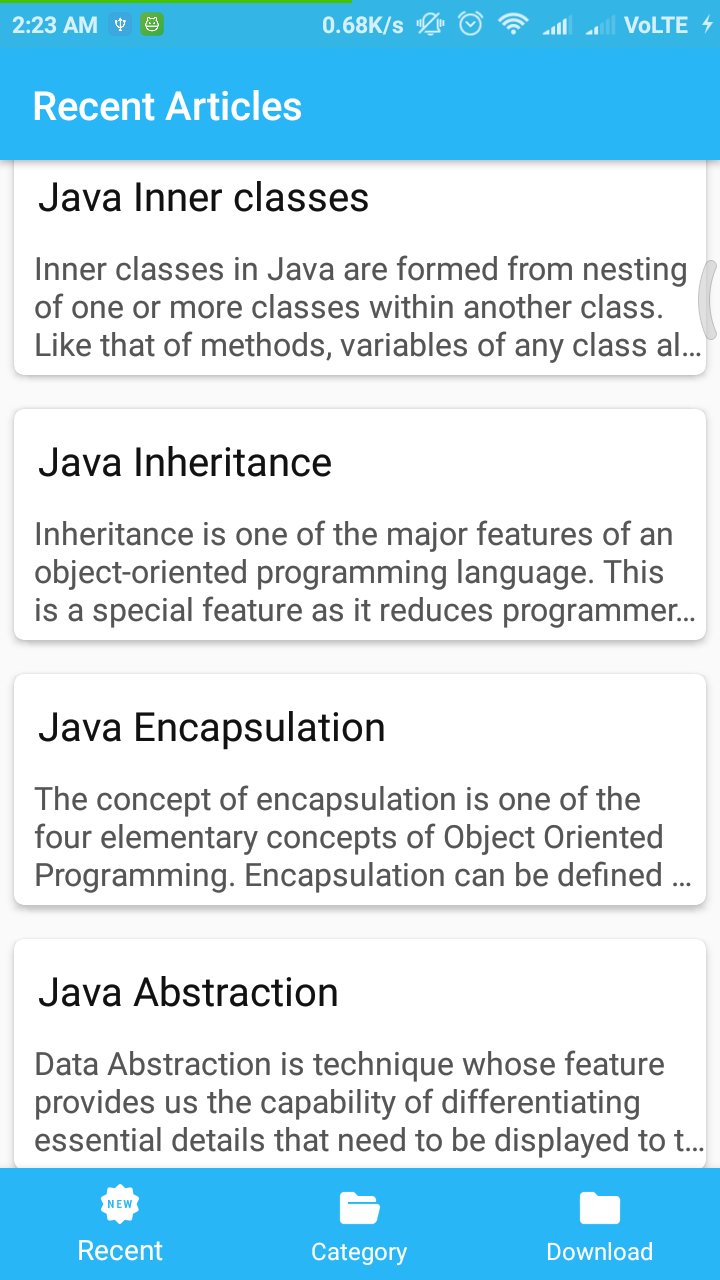 2:23 AM 0.68K/s VoLTE
Recent Articles
Java Inner classes
Inner classes in Java are formed from nesting
of one or more classes within another class.
Like that of methods, variables of any class al...
Java Inheritance
Inheritance is one of the major features of an
object-oriented programming language. This
is a special feature as it reduces programmer...
Java Encapsulation
The concept of encapsulation is one of the
four elementary concepts of Object Oriented
Programming. Encapsulation can be defined ...
Java Abstraction
Data Abstraction is technique whose feature
provides us the capability of differentiating
essential details that need to be displayed to t...
NEW
Recent Category Download